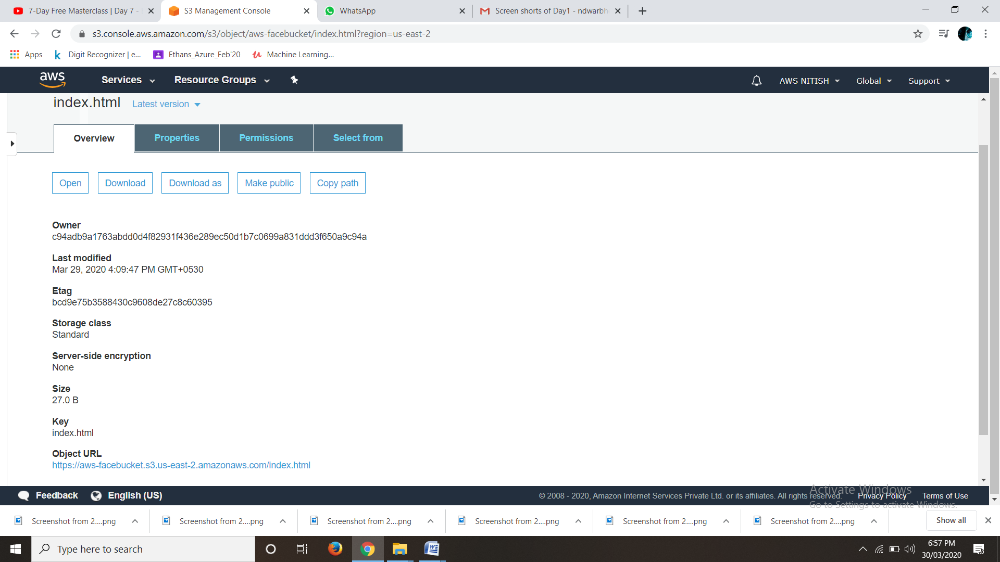 7-Day Free Masterclass | Day 7 -
S3 Management Console
WhatsApp
Screen shorts of Day1 - ndwarbh
s3.console.aws.amazon.com/s3/object/aws-facebucket/index.html?region=us-east-2
Apps
Digit Recognizer | e...
Ethans_Azure_Feb'20
Machine Learning...
aws
Services
Resource Groups
AWS NITISH
Global
Support
index.html
Latest version
Overview
Properties
Permissions
Select from
Open
Download
Download as
Make public
Copy path
Owner
c94adb9a1763abdd0d4f82931f436e289ec50d1b7c0699a831ddd3f650a9c94a
Last modified
Mar 29, 2020 4:09:47 PM GMT+0530
Etag
bcd9e75b3588430c9608de27c8c60395
Storage class
Standard
Server-side encryption
None
Size
27.0 B
Key
index.html
Object URL
https://aws-facebucket.s3.us-east-2.amazonaws.com/index.html
Feedback
English (US)
© 2008 - 2020, Amazon Internet Services Private Ltd. or its affiliates. All rights reserved.
Privacy Policy
Terms of Use
Activate Windows
Go to Settings to activate Windows.
Screenshot from 2....png
Screenshot from 2....png
Screenshot from 2....png
Screenshot from 2....png
Screenshot from 2....png
Screenshot from 2....png
Show all
Type here to search
6:57 PM
30/03/2020